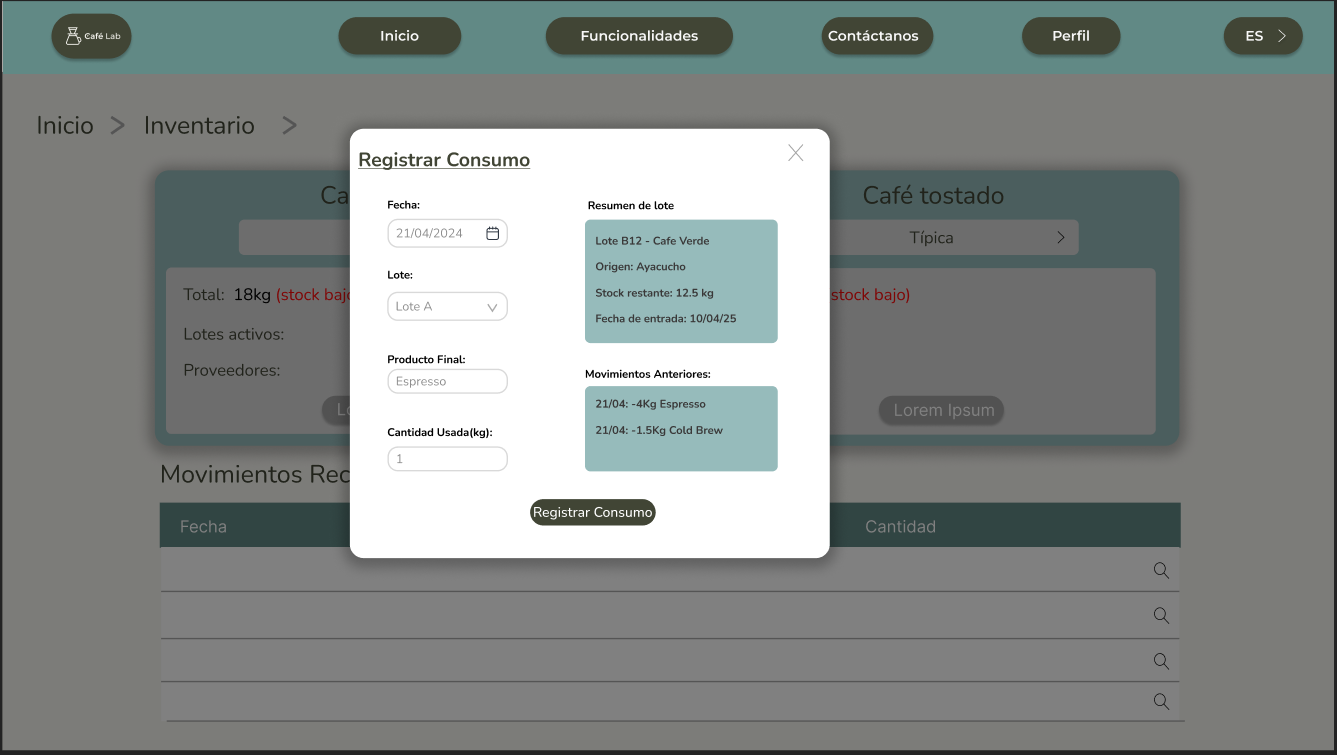 Café Lab
Inicio
Funcionalidades
Contáctanos
Perfil
ES
Inicio > Inventario >
Registrar Consumo
Fecha:
21/04/2024
Lote:
Lote A
Producto Final:
Espresso
Cantidad Usada(kg):
1
Resumen de lote
Lote B12 - Cafe Verde
Origen: Ayacucho
Stock restante: 12.5 kg
Fecha de entrada: 10/04/25
Movimientos Anteriores:
21/04: -4Kg Espresso
21/04: -1.5Kg Cold Brew
Registrar Consumo
Ca
Total: 18kg (stock bajo
Lotes activos:
Proveedores:
Lo
Café tostado
Típica
stock bajo)
Lorem Ipsum
Movimientos Rec
Fecha
Cantidad